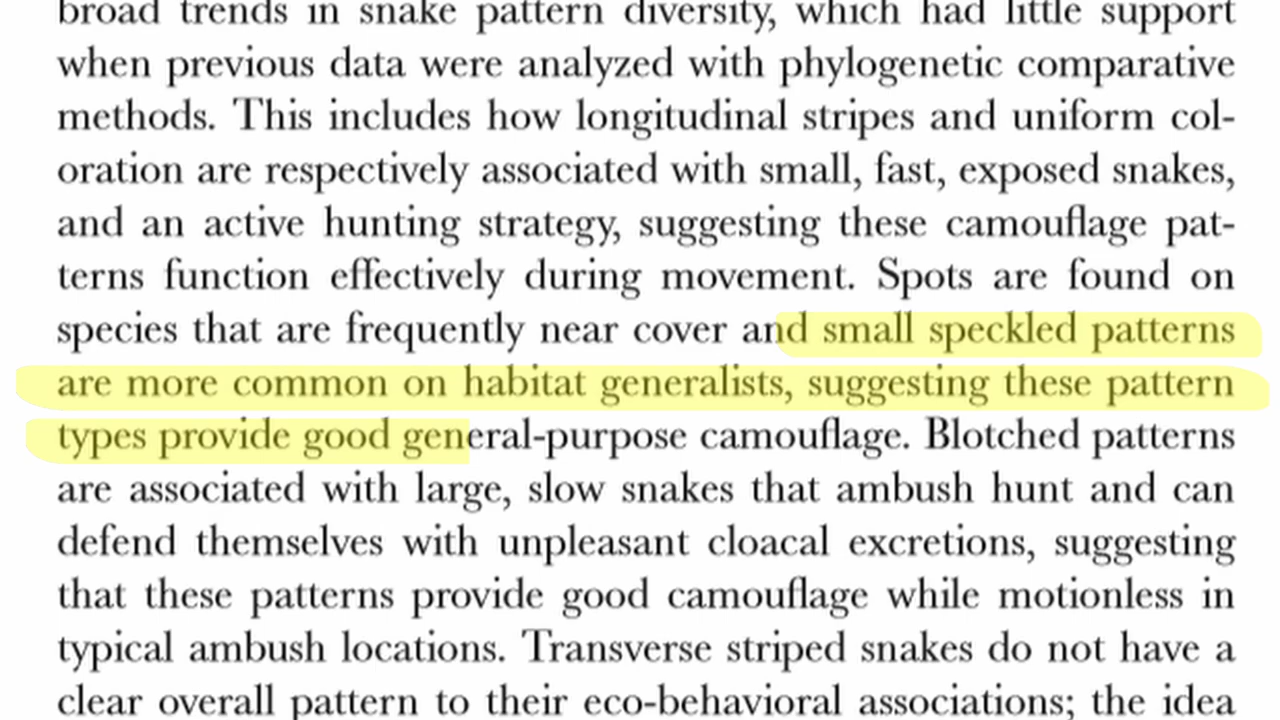 broad trends in snake pattern diversity, which had little support
when previous data were analyzed with phylogenetic comparative
methods. This includes how longitudinal stripes and uniform col-
oration are respectively associated with small, fast, exposed snakes,
and an active hunting strategy, suggesting these camouflage pat-
terns function effectively during movement. Spots are found on
species that are frequently near cover and small speckled patterns
are more common on habitat generalists, suggesting these pattern
types provide good general-purpose camouflage. Blotched patterns
are associated with large, slow snakes that ambush hunt and can
defend themselves with unpleasant cloacal excretions, suggesting
that these patterns provide good camouflage while motionless in
typical ambush locations. Transverse striped snakes do not have a
clear overall pattern to their eco-behavioral associations; the idea